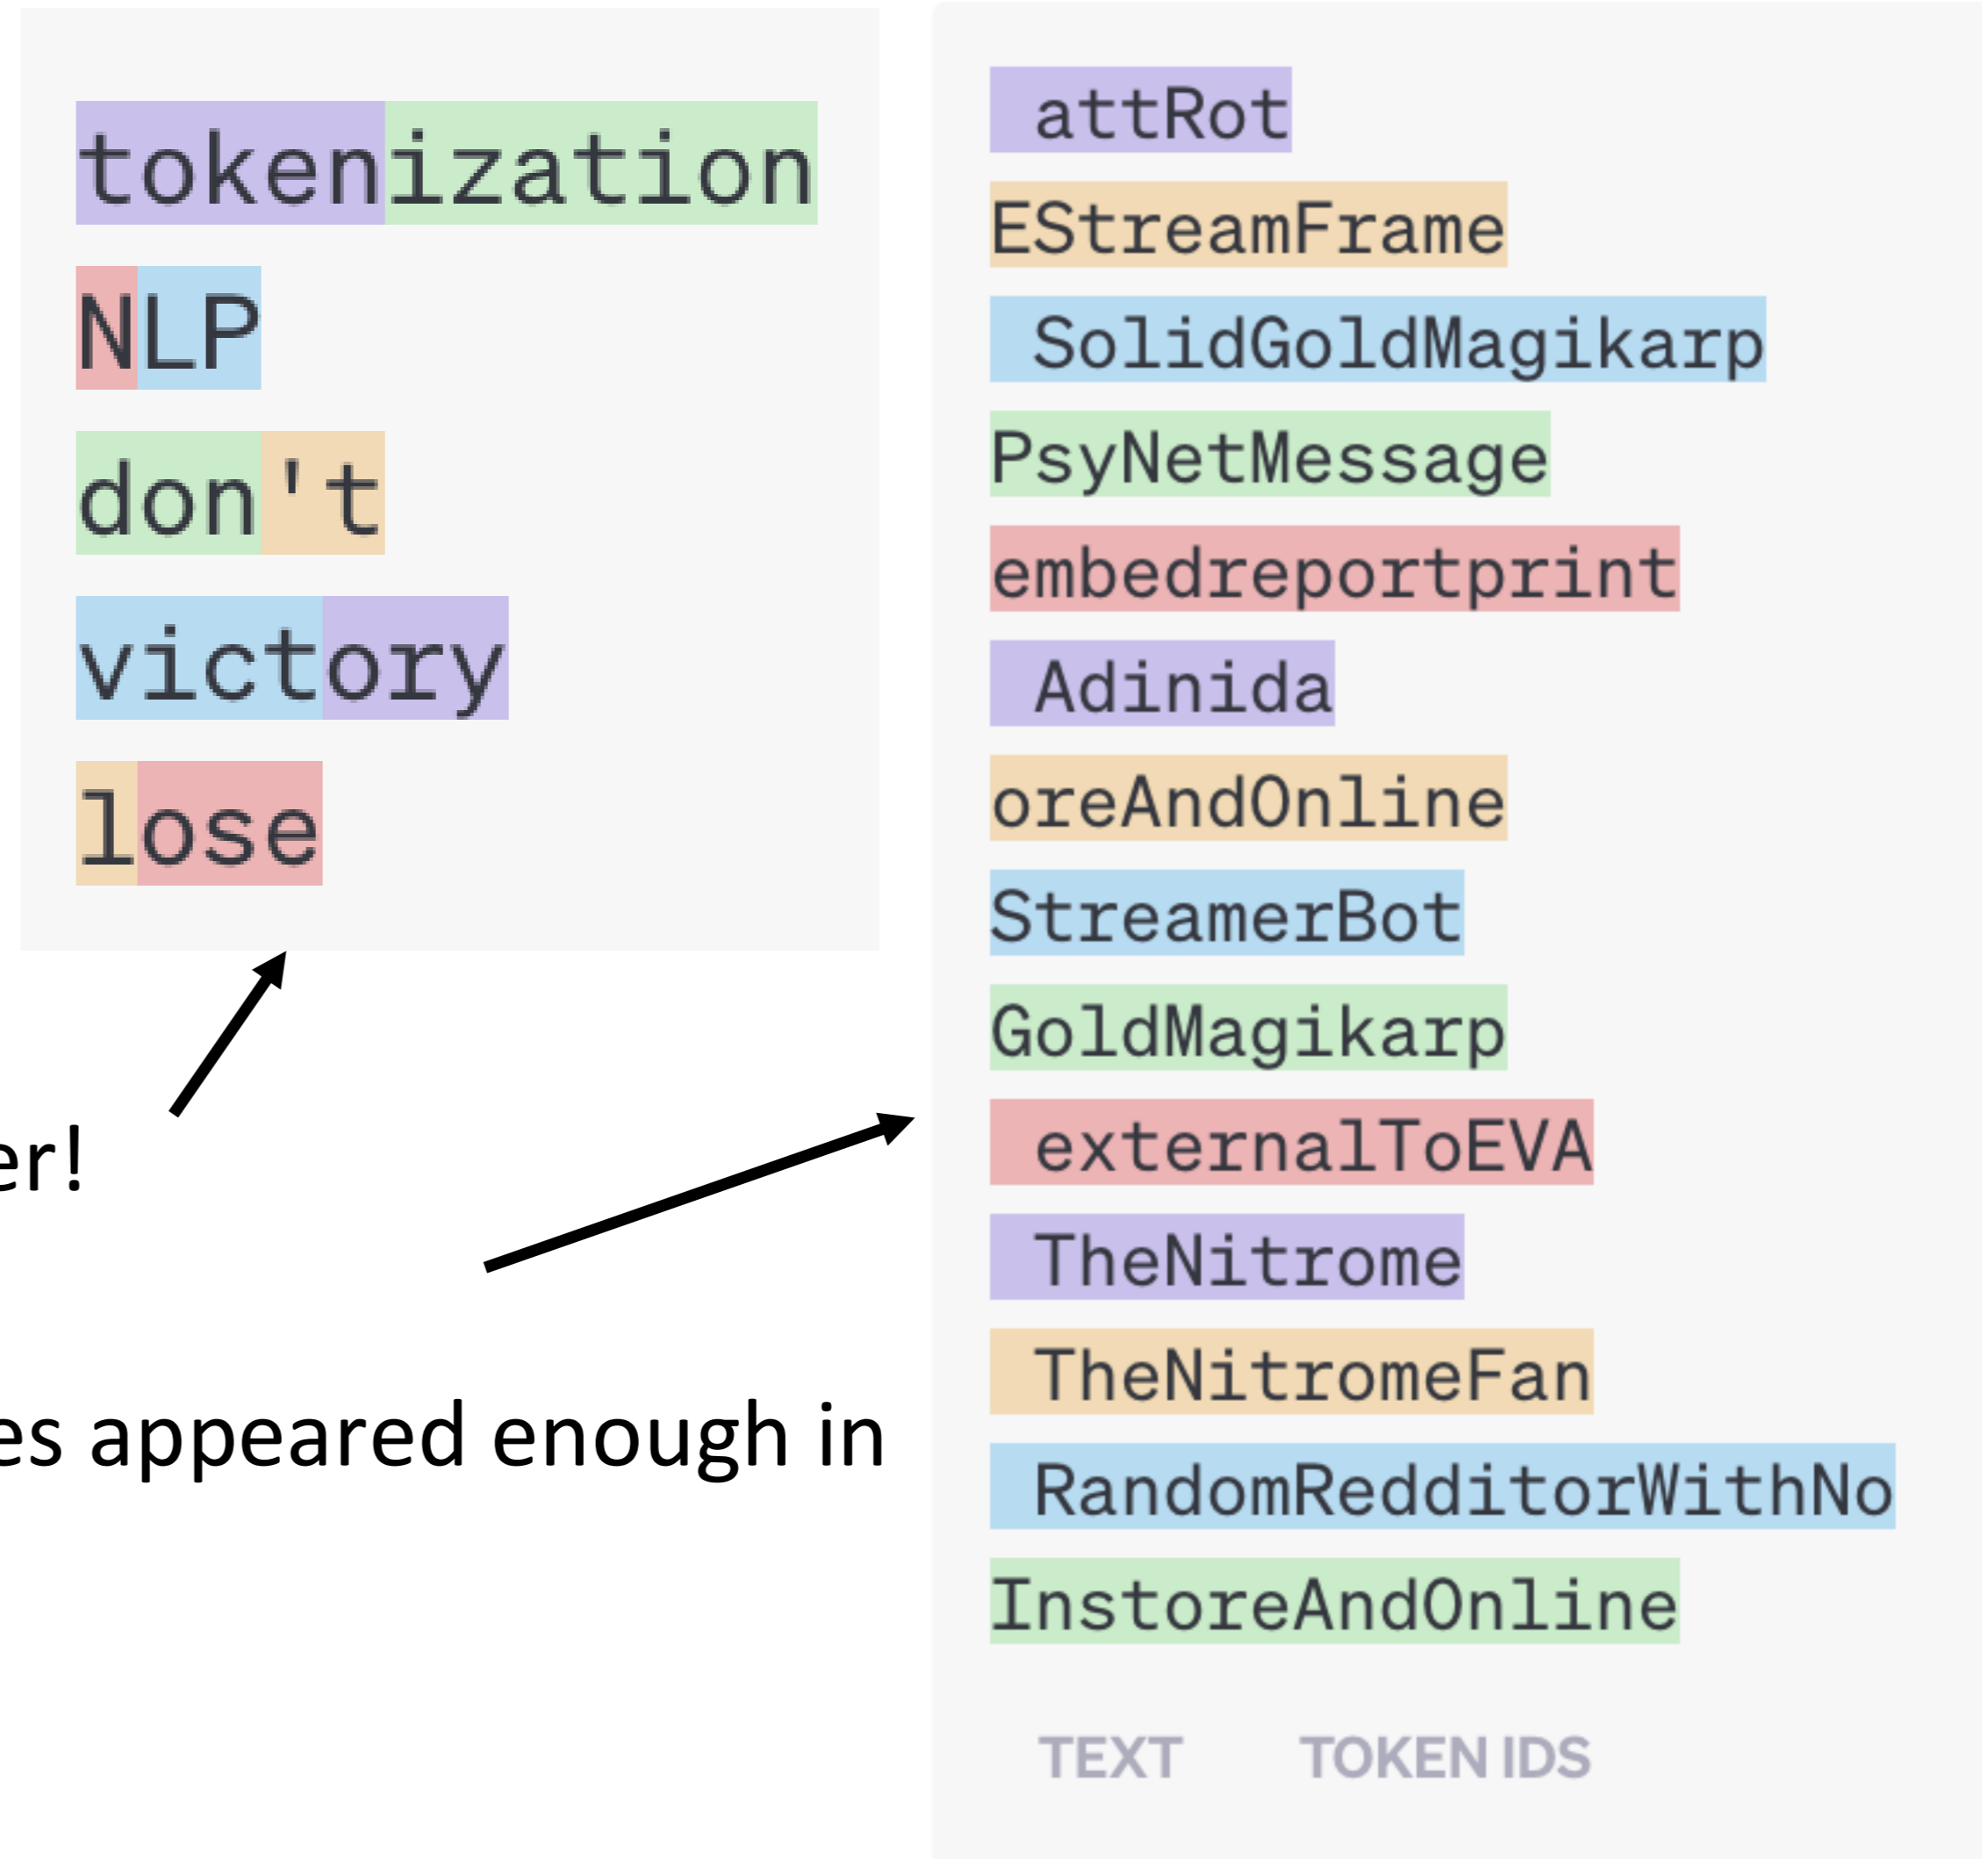 tokenization
NLP
don't
victory
lose
er!
es appeared enough in
attRot
EStreamFrame
SolidGoldMagikarp
PsyNetMessage
embedreportprint
Adinida
oreAndOnline
StreamerBot
GoldMagikarp
externalToEVA
TheNitrome
TheNitromeFan
RandomRedditorWithNo
InstoreAndOnline
TEXT TOKEN IDS